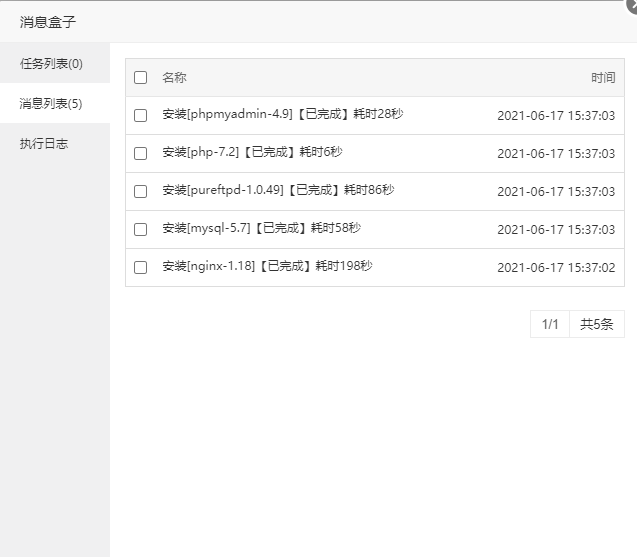 消息盒子
任务列表(0)
消息列表(5)
执行日志
名称 时间
安装[phpmyadmin-4.9]【已完成】耗时28秒 2021-06-17 15:37:03
安装[php-7.2]【已完成】耗时6秒 2021-06-17 15:37:03
安装[pureftpd-1.0.49]【已完成】耗时86秒 2021-06-17 15:37:03
安装[mysql-5.7]【已完成】耗时58秒 2021-06-17 15:37:03
安装[nginx-1.18]【已完成】耗时198秒 2021-06-17 15:37:02
1/1 共5条